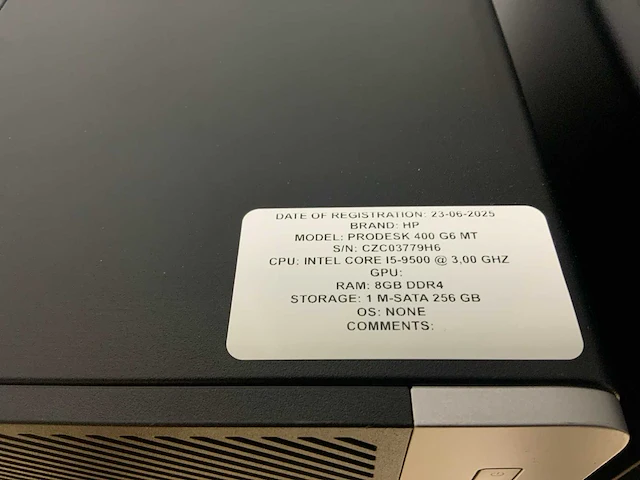 DATE OF REGISTRATION: 23-06-2025
BRAND: HP
MODEL: PRODESK 400 G6 MT
S/N: CZC03779H6
CPU: INTEL CORE I5-9500 @ 3,00 GHZ
GPU:
RAM: 8GB DDR4
STORAGE: 1 M-SATA 256 GB
OS: NONE
COMMENTS: